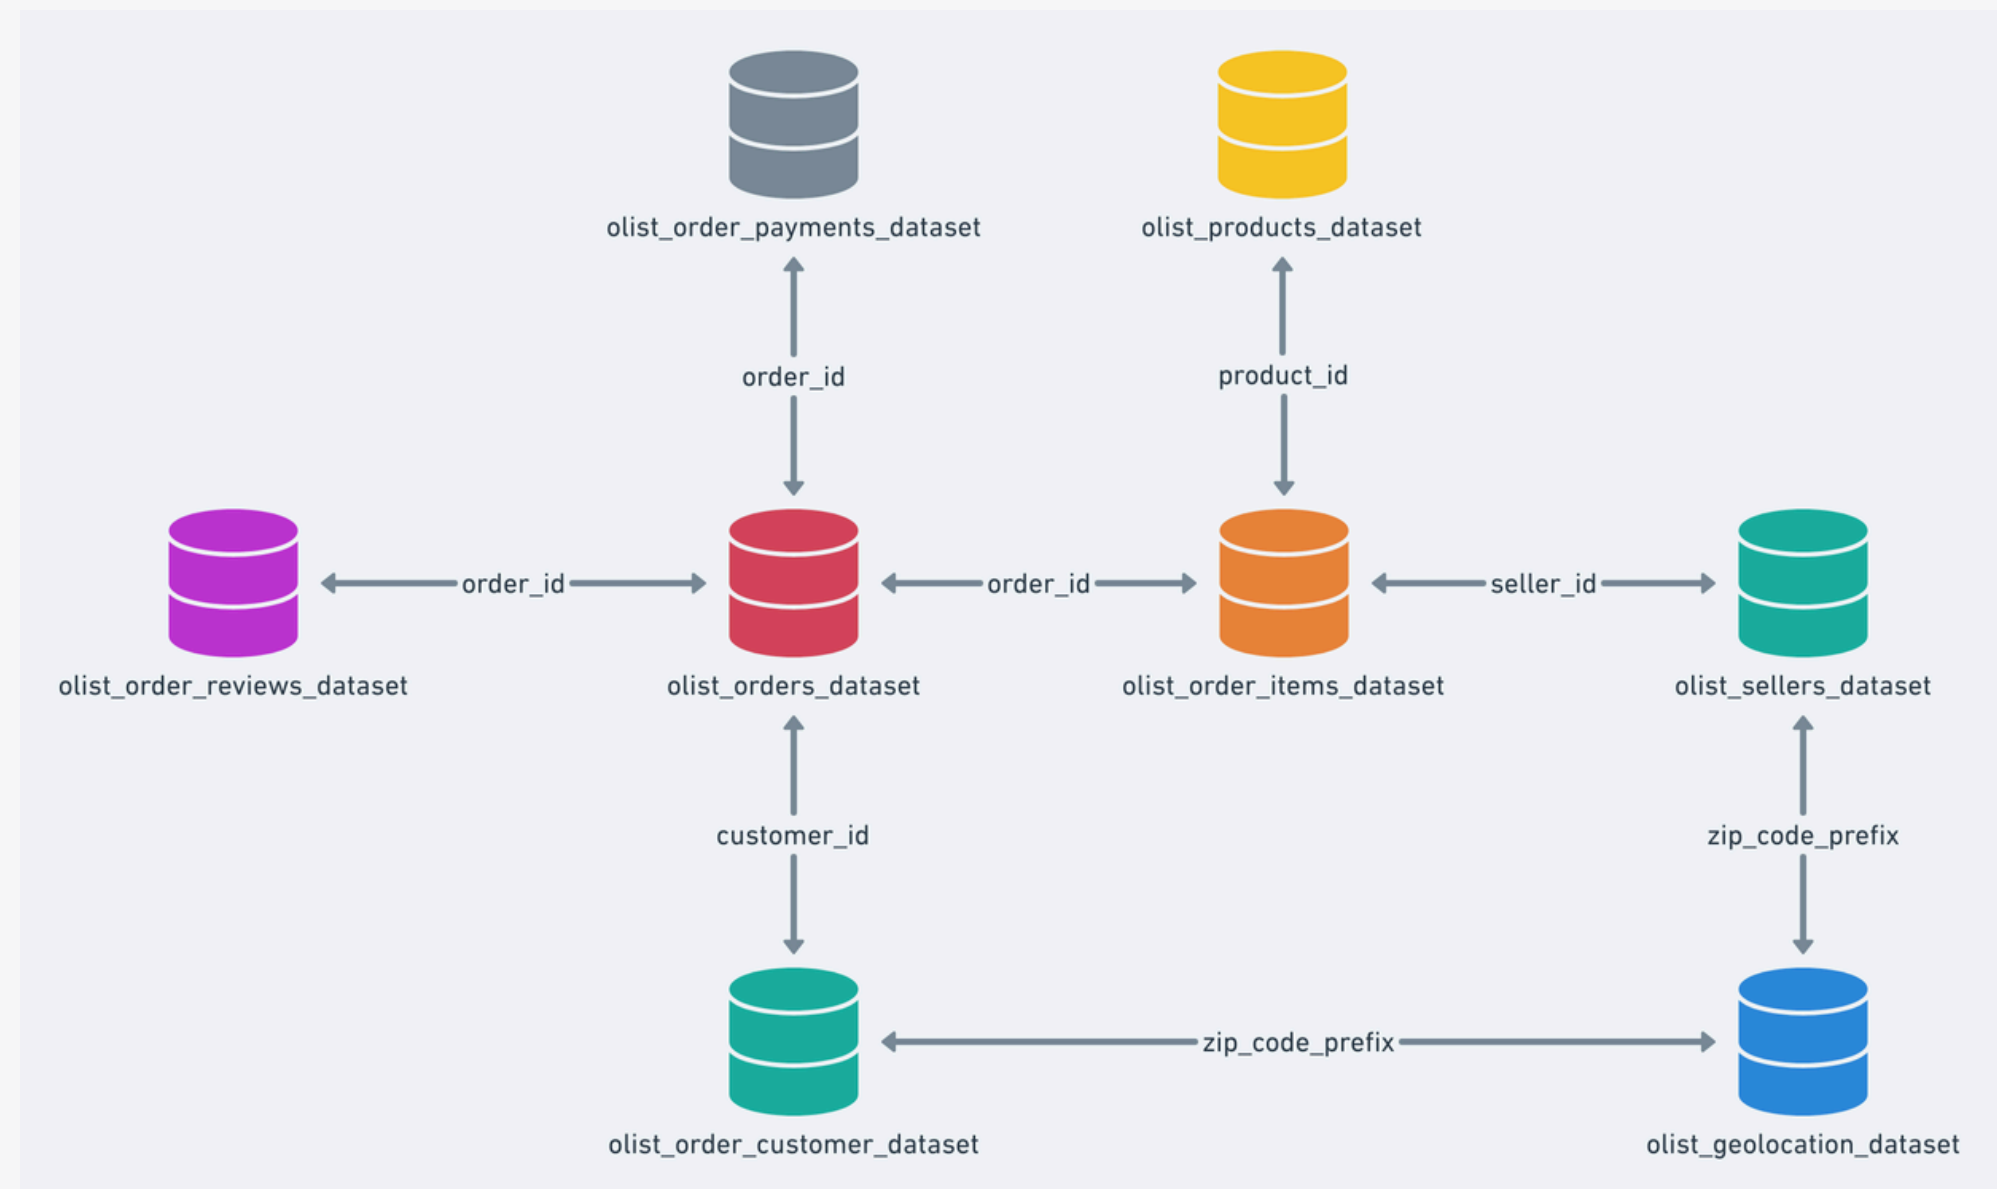 olist_order_payments_dataset
olist_products_dataset
order_id
product_id
order_id
order_id
seller_id
olist_order_reviews_dataset
olist_orders_dataset
olist_order_items_dataset
olist_sellers_dataset
customer_id
zip_code_prefix
zip_code_prefix
olist_order_customer_dataset
olist_geolocation_dataset